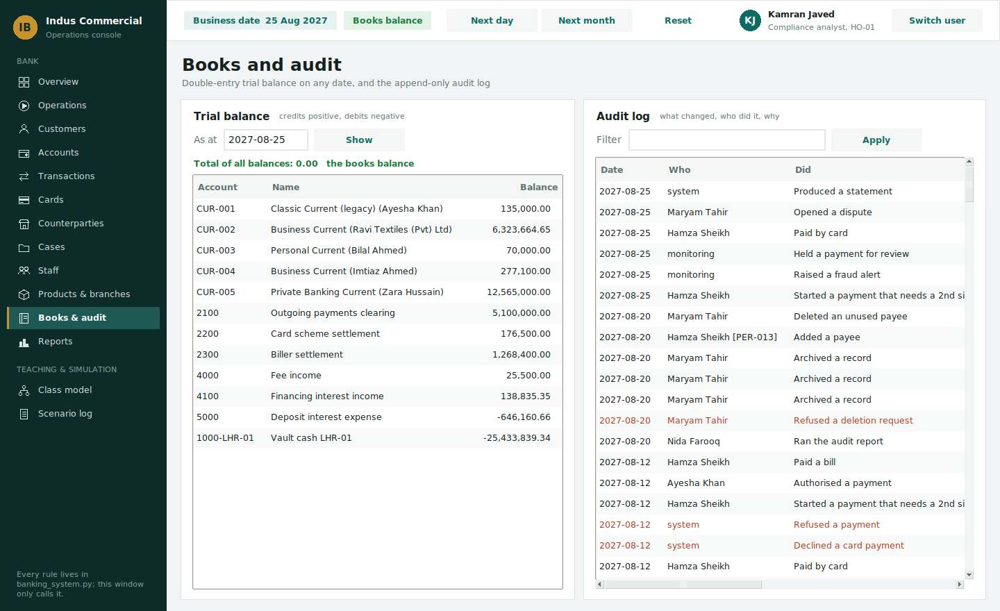 IB
Indus Commercial
Operations console
BANK
Overview
Operations
Customers
Accounts
Transactions
Cards
Counterparties
Cases
Staff
Products & branches
Books & audit
Reports
TEACHING & SIMULATION
Class model
Scenario log
Every rule lives in
banking_system.py; this window
only calls it.
Business date 25 Aug 2027 Books balance Next day Next month Reset
KJ
Kamran Javed
Compliance analyst, HO-01
Switch user
Books and audit
Double-entry trial balance on any date, and the append-only audit log
Trial balance credits positive, debits negative
As at 2027-08-25 Show
Total of all balances: 0.00 the books balance
Account Name Balance
CUR-001 Classic Current (legacy) (Ayesha Khan) 135,000.00
CUR-002 Business Current (Ravi Textiles (Pvt) Ltd) 6,323,664.65
CUR-003 Personal Current (Bilal Ahmed) 70,000.00
CUR-004 Business Current (Imtiaz Ahmed) 277,100.00
CUR-005 Private Banking Current (Zara Hussain) 12,565,000.00
2100 Outgoing payments clearing 5,100,000.00
2200 Card scheme settlement 176,500.00
2300 Biller settlement 1,268,400.00
4000 Fee income 25,500.00
4100 Financing interest income 138,835.35
5000 Deposit interest expense -646,160.66
1000-LHR-01 Vault cash LHR-01 -25,433,839.34
Audit log what changed, who did it, why
Filter Apply
Date Who Did
2027-08-25 system Produced a statement
2027-08-25 Maryam Tahir Opened a dispute
2027-08-25 Hamza Sheikh Paid by card
2027-08-25 monitoring Held a payment for review
2027-08-25 monitoring Raised a fraud alert
2027-08-25 Hamza Sheikh Started a payment that needs a 2nd si
2027-08-20 Maryam Tahir Deleted an unused payee
2027-08-20 Hamza Sheikh [PER-013] Added a payee
2027-08-20 Maryam Tahir Archived a record
2027-08-20 Maryam Tahir Archived a record
2027-08-20 Maryam Tahir Archived a record
2027-08-20 Maryam Tahir Refused a deletion request
2027-08-20 Nida Farooq Ran the audit report
2027-08-12 Hamza Sheikh Paid a bill
2027-08-12 Ayesha Khan Authorised a payment
2027-08-12 Hamza Sheikh Started a payment that needs a 2nd si
2027-08-12 system Refused a payment
2027-08-12 system Declined a card payment
2027-08-12 Hamza Sheikh Paid by card